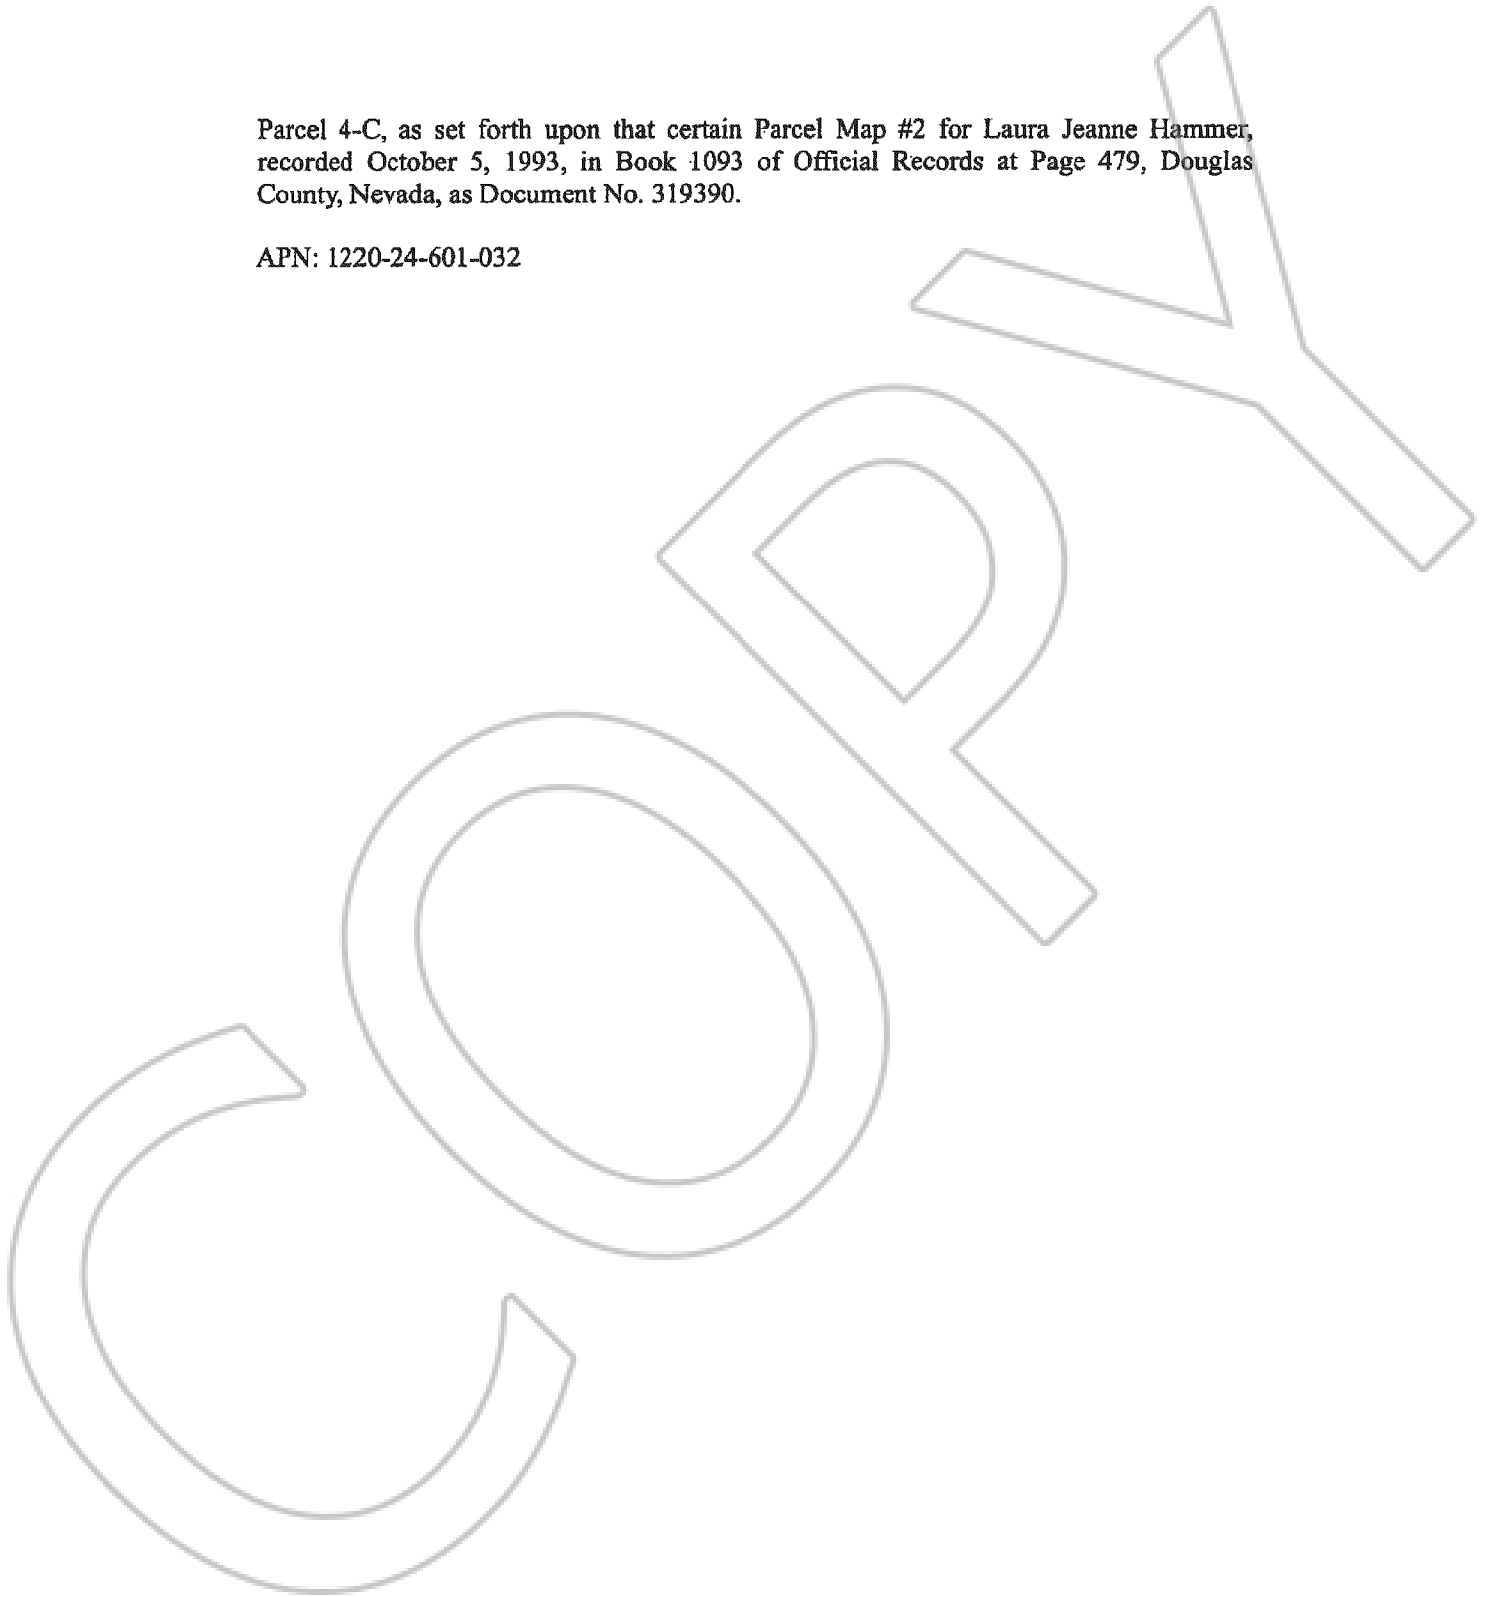 Parcel 4-C, as set forth upon that certain Parcel Map #2 for Laura Jeanne Hammer,
recorded October 5, 1993, in Book 1093 of Official Records at Page 479, Douglas
County, Nevada, as Document No. 319390.
APN: 1220-24-601-032
COPY